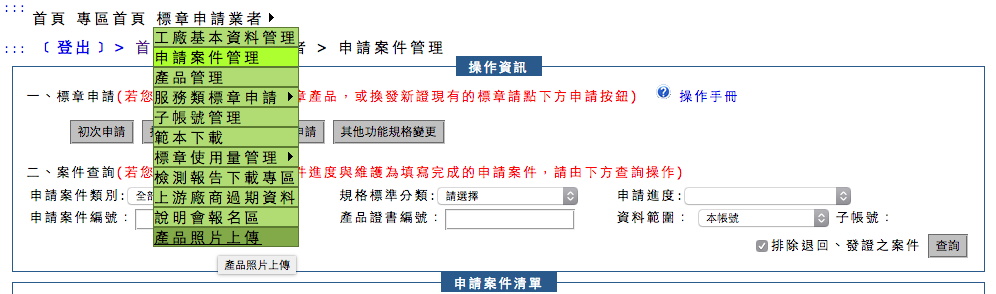 :::
首頁 專區首頁 標章申請業者
::: 〔登出〕> 首 者 > 申請案件管理
工廠基本資料管理
申請案件管理
產品管理
服務類標章申請
子帳號管理
範本下載
標章使用量管理
檢測報告下載專區
上游廠商過期資料
說明會報名區
產品照片上傳
產品照片上傳
操作資訊
一、標章申請(若您 章產品，或換發新證現有的標章請點下方申請按鈕) ? 操作手冊
初次申請 申請 其他功能規格變更
二、案件查詢(若您 件進度與維護為填寫完成的申請案件，請由下方查詢操作)
申請案件類別: 全部 規格標準分類: 請選擇 申請進度:
申請案件編號： 產品證書編號： 資料範圍： 本帳號 子帳號：
排除退回、發證之案件 查詢
申請案件清單